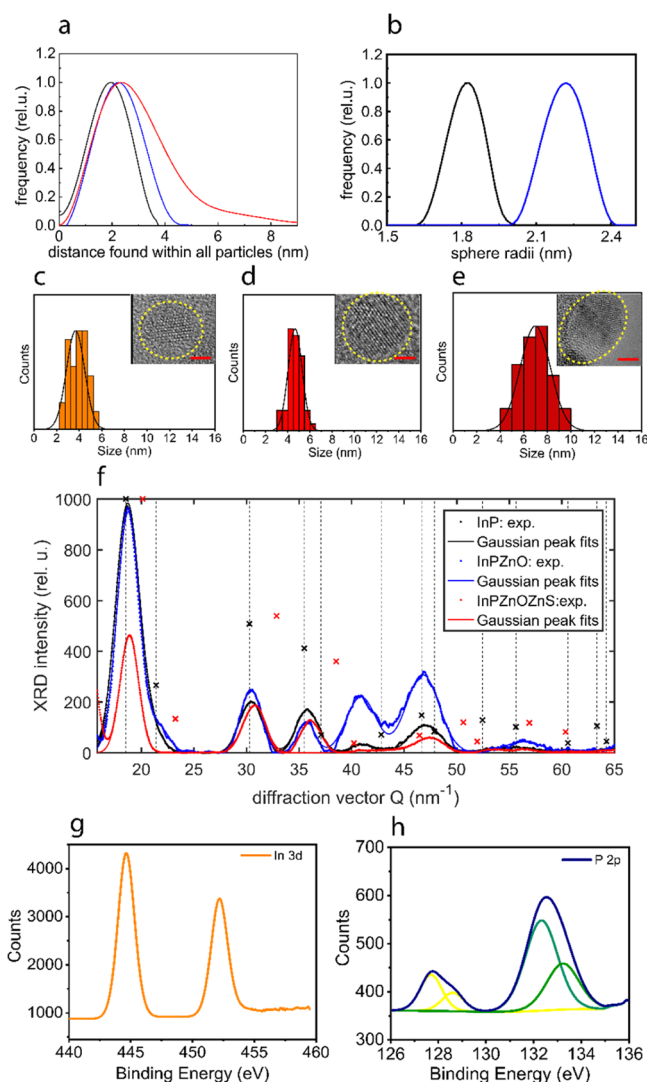 a
b
frequency (rel.u.)
1.2
1.0
0.8
0.6
0.4
0.2
0.0
0 2 4 6 8
distance found within all particles(nm)
frequency (rel.u.)
1.2
1.0
0.8
0.6
0.4
0.2
0.0
1.5 1.8 2.1 2.4
sphere radii (nm)
c
d
e
Counts
0 2 4 6 8 10 12 14 16
Size (nm)
Counts
0 2 4 6 8 10 12 14 16
Size (nm)
Counts
0 2 4 6 8 10 12 14 16
Size (nm)
f
XRD intensity (rel. u.)
1000
800
600
400
200
0
20 25 30 35 40 45 50 55 60 65
diffraction vector Q (nm-1)
InP: exp.
Gaussian peak fits
InPZnO: exp.
Gaussian peak fits
InPZnOZnS:exp.
Gaussian peak fits
g
h
Counts
4000
3000
2000
1000
440 445 450 455 460
Binding Energy (eV)
In 3d
Counts
700
600
500
450
350
300
126 128 130 131 132 134 136
Binding Energy (eV)
P 2p